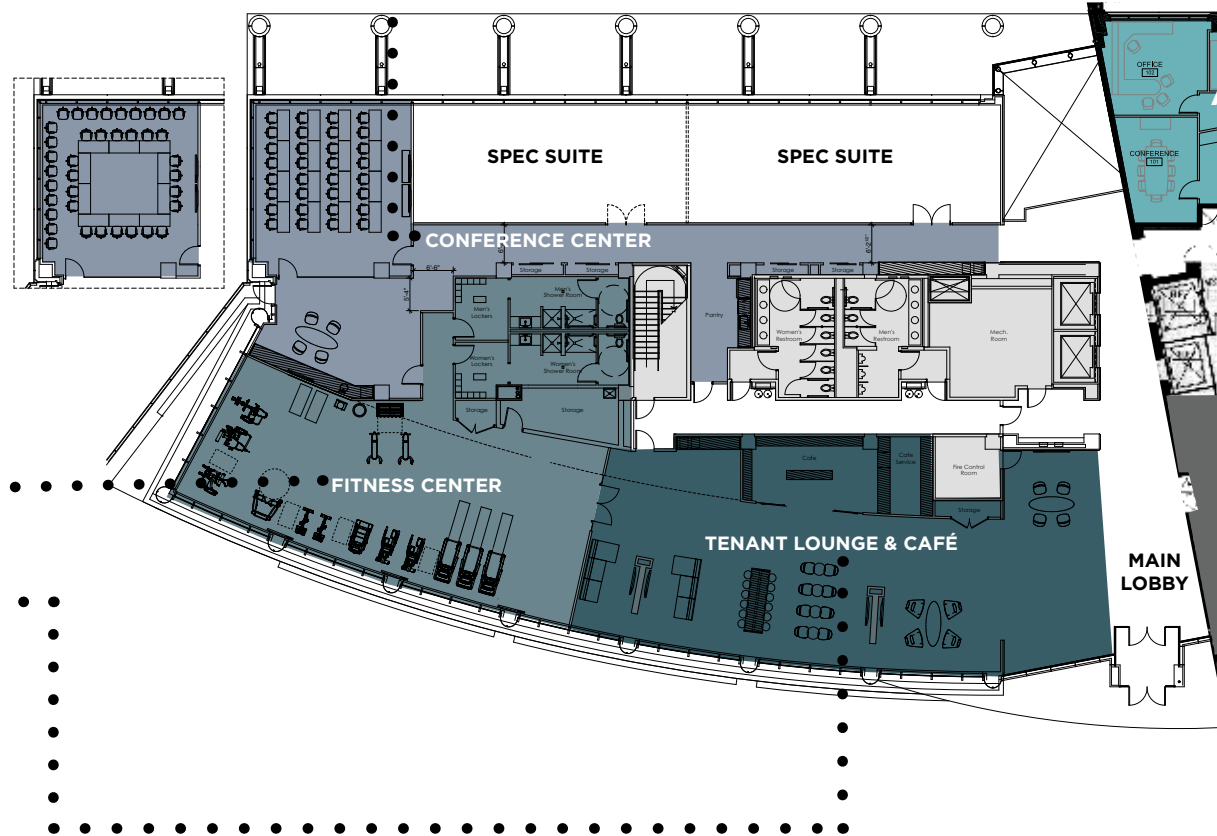 OFFICE
102
CONFERENCE
101
SPEC SUITE
SPEC SUITE
CONFERENCE CENTER
Storage
Storage
Storage
Storage
6'-6"
Men's
Shower Room
Men's
Lockers
Pantry
Women's
Restroom
Men's
Restroom
Mech.
Room
Women's
Lockers
Women's
Shower Room
Storage
Storage
Cafe
Cafe
Service
Fire Control
Room
FITNESS CENTER
Storage
TENANT LOUNGE & CAFÉ
MAIN
LOBBY